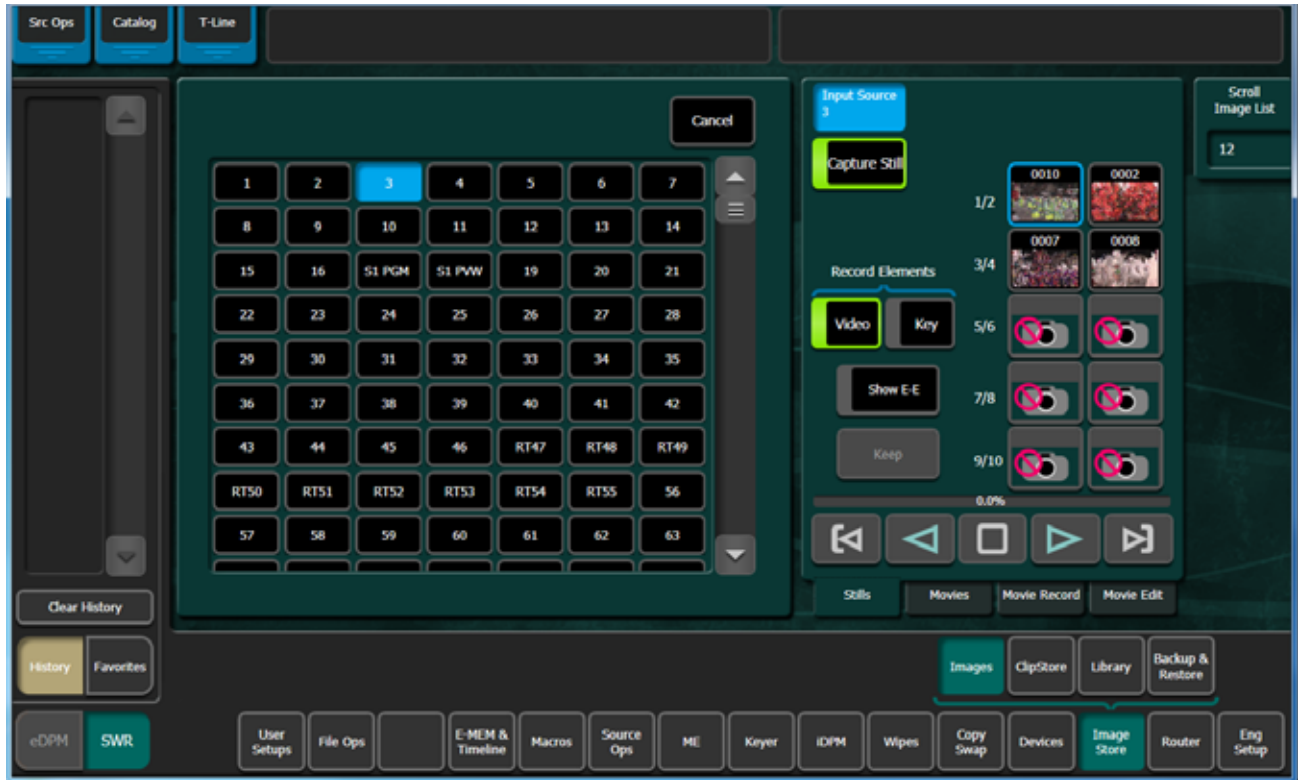 Src Ops
Catalog
T-Line
Cancel
1 2 3 4 5 6 7
8 9 10 11 12 13 14
15 16 S1 PGM S1 PVW 19 20 21
22 23 24 25 26 27 28
29 30 31 32 33 34 35
36 37 38 39 40 41 42
43 44 45 46 RT47 RT48 RT49
RT50 RT51 RT52 RT53 RT54 RT55 56
57 58 59 60 61 62 63
Input Source
3
Capture Still
Record Elements
Video Key
Show E-E
Keep
0010 0002
1/2
0007 0008
3/4
5/6
7/8
9/10
0.0%
Stills Movies Movie Record Movie Edit
Scroll
Image List
12
Clear History
History Favorites
Images ClipStore Library Backup &
Restore
eDPM SWR
User
Setups
File Ops
E-MEM &
Timeline
Macros
Source
Ops
ME
Keyer
iDPM
Wipes
Copy
Swap
Devices
Image
Store
Router
Eng
Setup